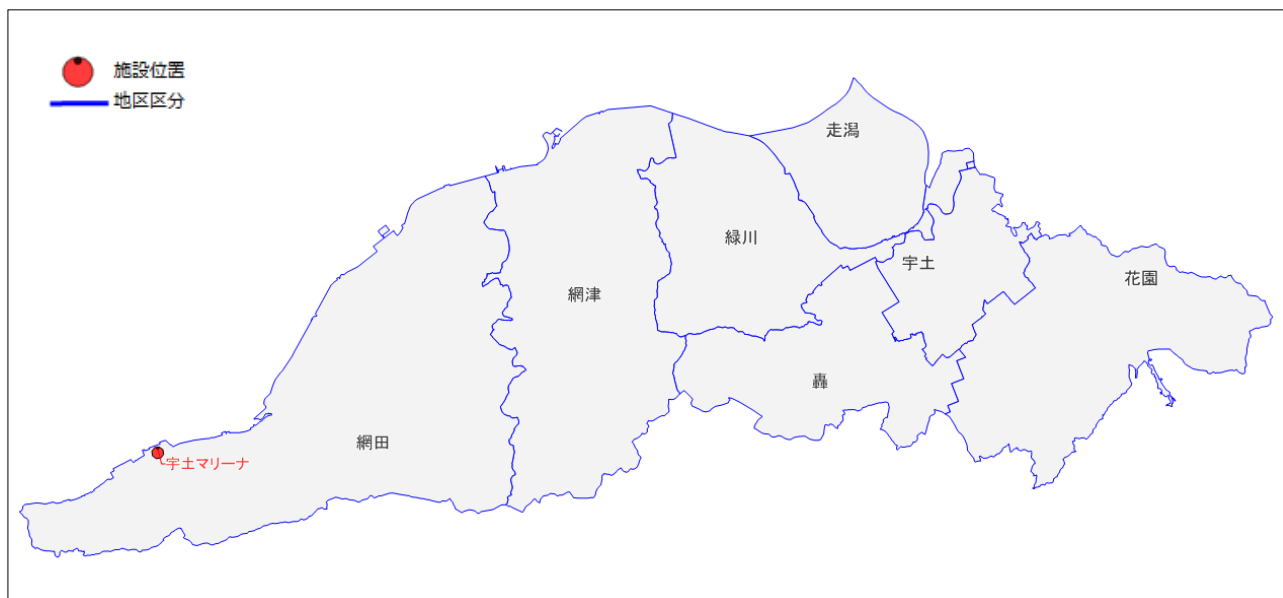 施設位置
地区区分
走潟
緑川
宇土
花園
網津
轟
網田
宇土マリーナ